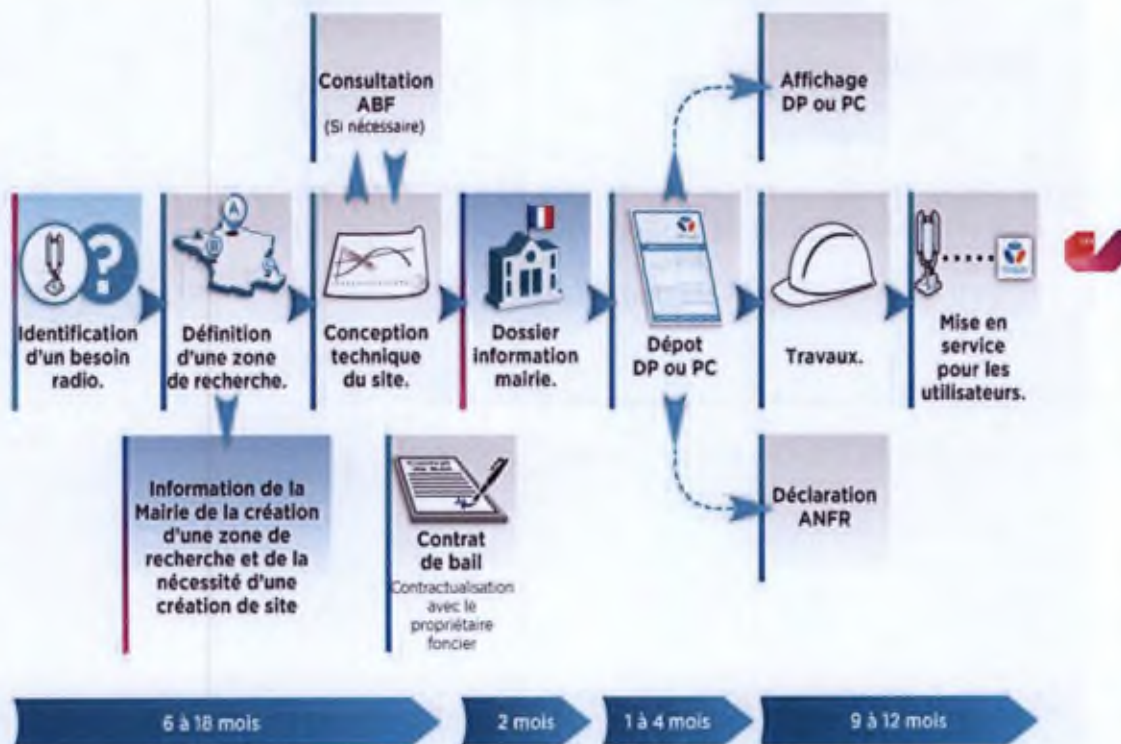 Consultation
ABF
(Si nécessaire)
Affichage
DP ou PC
A
B
Identification
d'un besoin
radio.
Définition
d'une zone
de recherche.
Conception
technique
du site.
Dossier
information
mairie.
Dépot
DP ou PC
Travaux.
Mise en
service
pour les
utilisateurs.
Information de la
Mairie de la création
d'une zone de
recherche et de la
nécessité d'une
création de site
Contrat de bail
Contrat
de bail
Contractualisation
avec le
propriétaire
foncier
Déclaration
ANFR
6 à 18 mois
2 mois
1 à 4 mois
9 à 12 mois